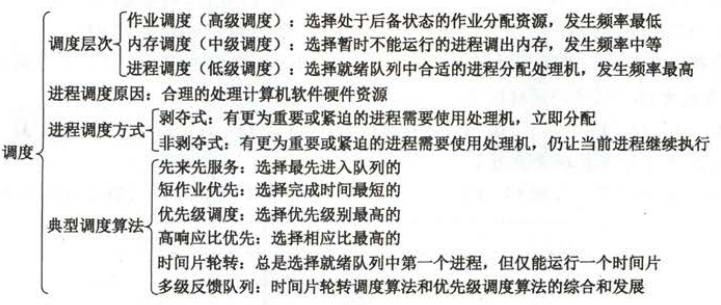 调度
调度层次
作业调度（高级调度）：选择处于后备状态的作业分配资源，发生频率最低
内存调度（中级调度）：选择暂时不能运行的进程调出内存，发生频率中等
进程调度（低级调度）：选择就绪队列中合适的进程分配处理机，发生频率最高
进程调度原因：合理的处理计算机软件硬件资源
进程调度方式
剥夺式：有更为重要或紧迫的进程需要使用处理机，立即分配
非剥夺式：有更为重要或紧迫的进程需要使用处理机，仍让当前进程继续执行
典型调度算法
先来先服务：选择最先进入队列的
短作业优先：选择完成时间最短的
优先级调度：选择优先级别最高的
高响应比优先：选择相应比最高的
时间片轮转：总是选择就绪队列中第一个进程，但仅能运行一个时间片
多级反馈队列：时间片轮转调度算法和优先级调度算法的综合和发展